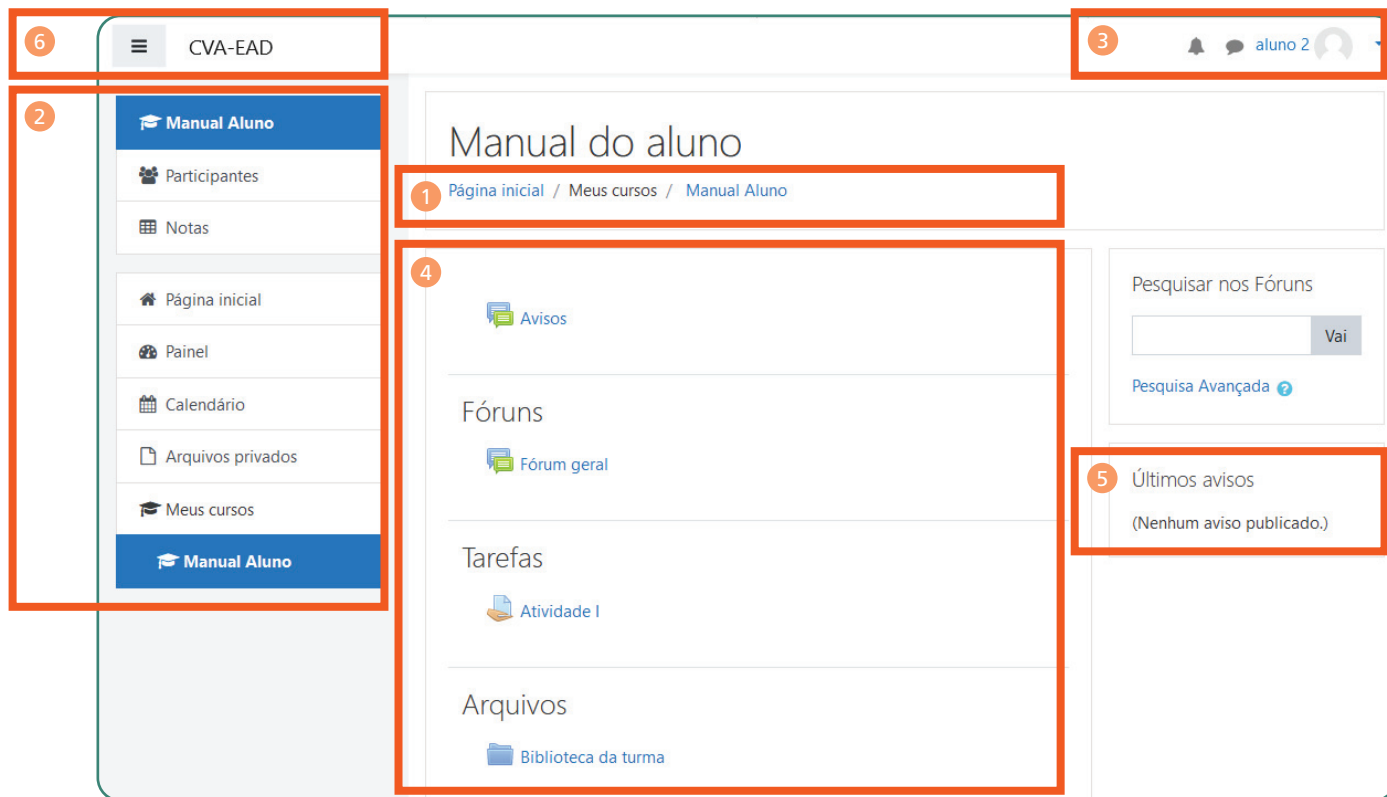 6
CVA-EAD
3
aluno 2
2
Manual Aluno
Participantes
Notas
Página inicial
Painel
Calendário
Arquivos privados
Meus cursos
Manual Aluno
Manual do aluno
1
Página inicial / Meus cursos / Manual Aluno
4
Avisos
Fóruns
Fórum geral
Tarefas
Atividade I
Arquivos
Biblioteca da turma
Pesquisar nos Fóruns
Vai
Pesquisa Avançada ?
5
Últimos avisos
(Nenhum aviso publicado.)